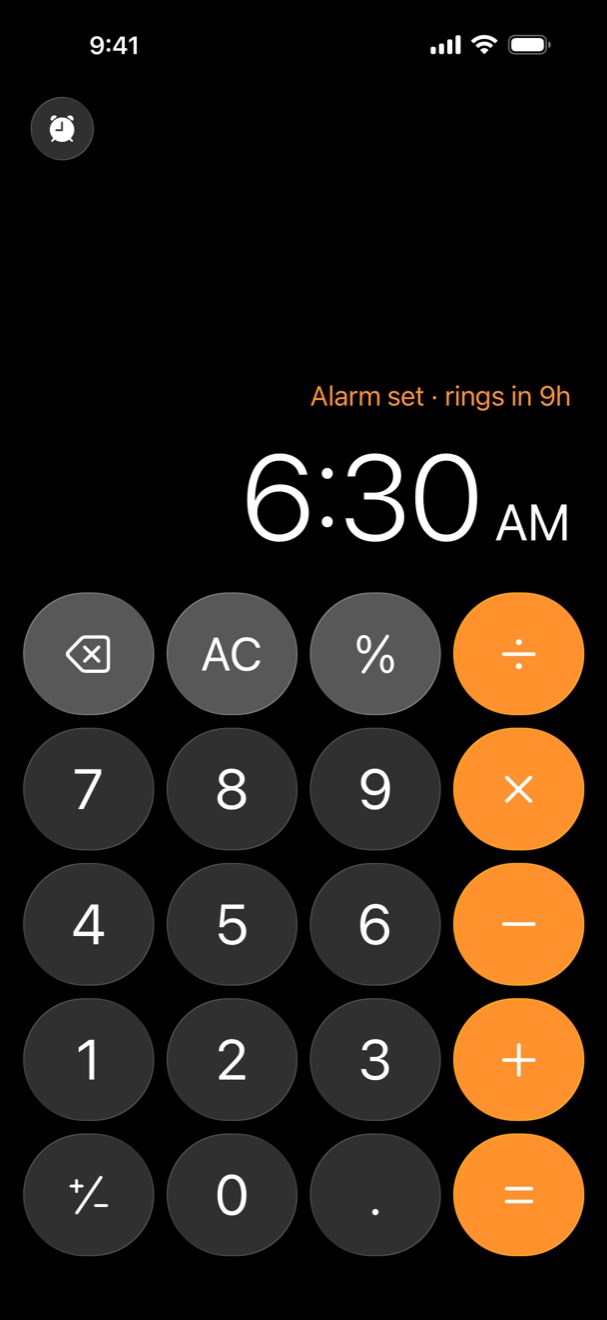 9:41
Alarm set · rings in 9h
6:30 AM
AC % ÷
7 8 9 ×
4 5 6 −
1 2 3 +
+/− 0 . =